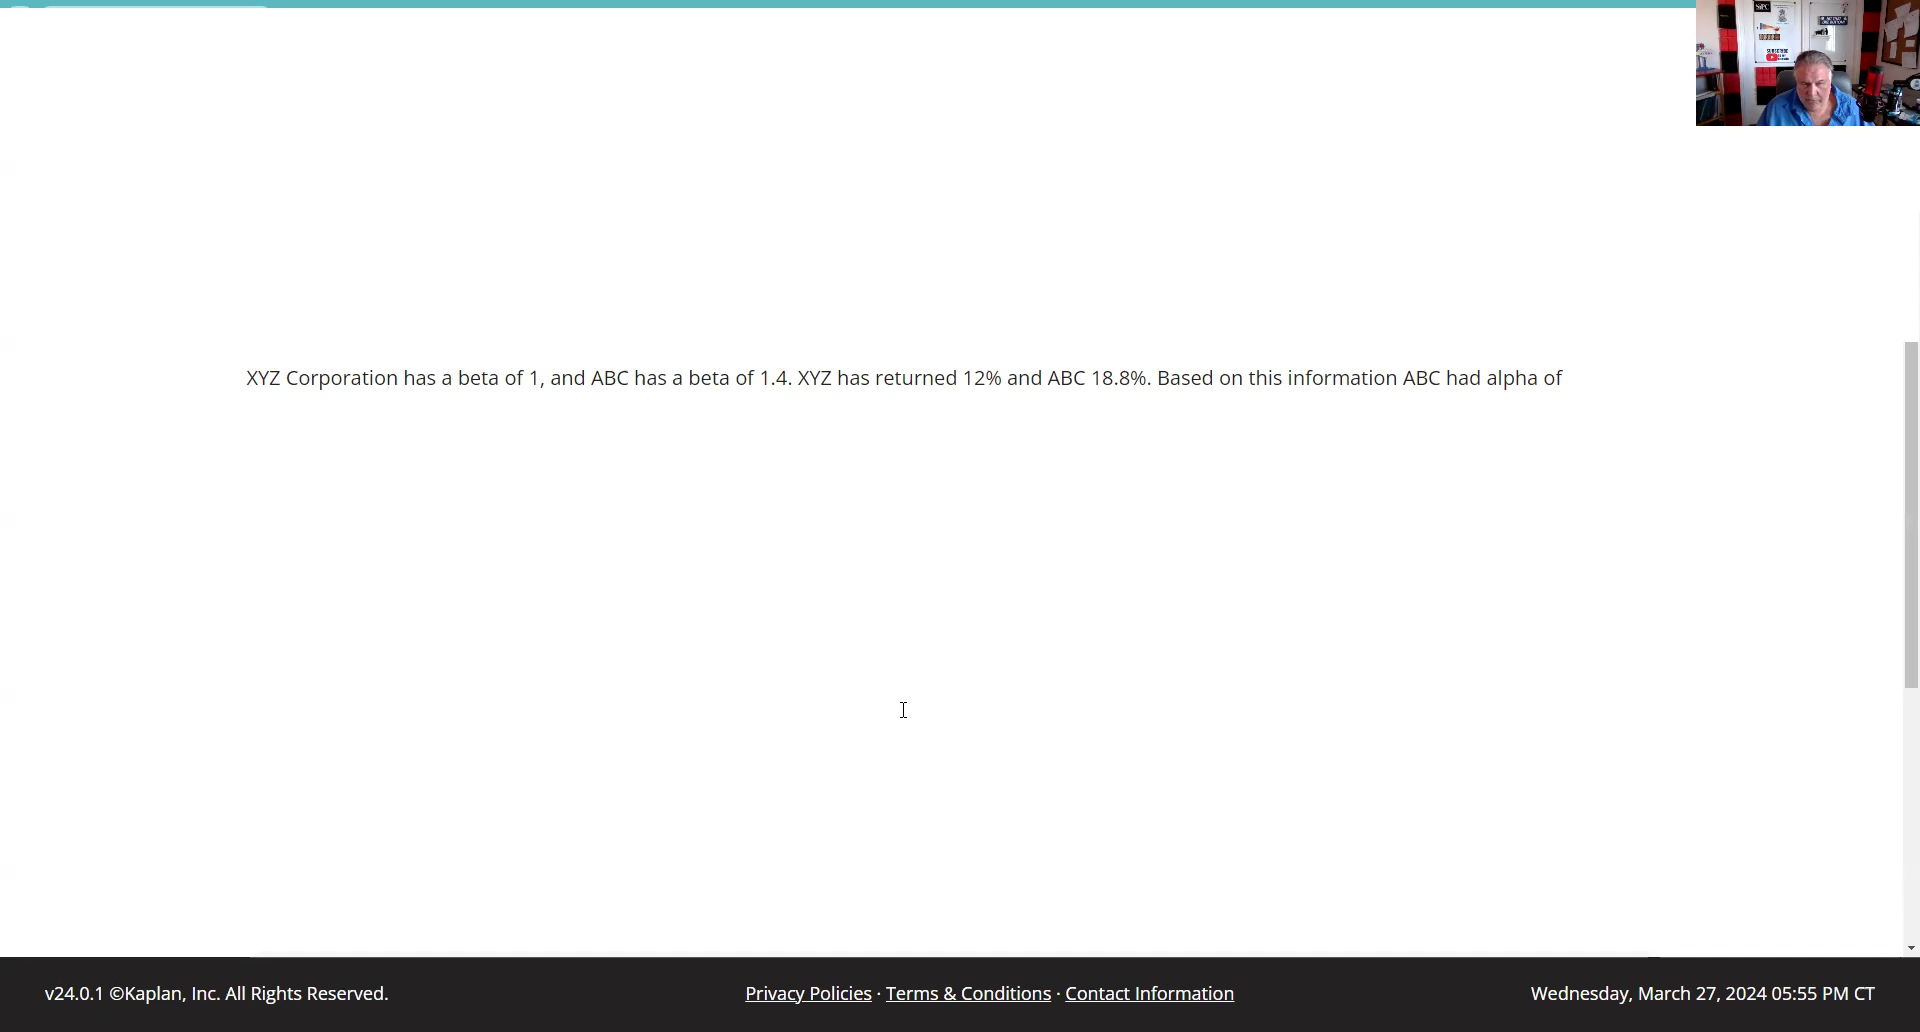 XYZ Corporation has a beta of 1, and ABC has a beta of 1.4. XYZ has returned 12% and ABC 18.8%. Based on this information ABC had alpha of
v24.0.1 ©Kaplan, Inc. All Rights Reserved.
Privacy Policies · Terms & Conditions · Contact Information
Wednesday, March 27, 2024 05:55 PM CT